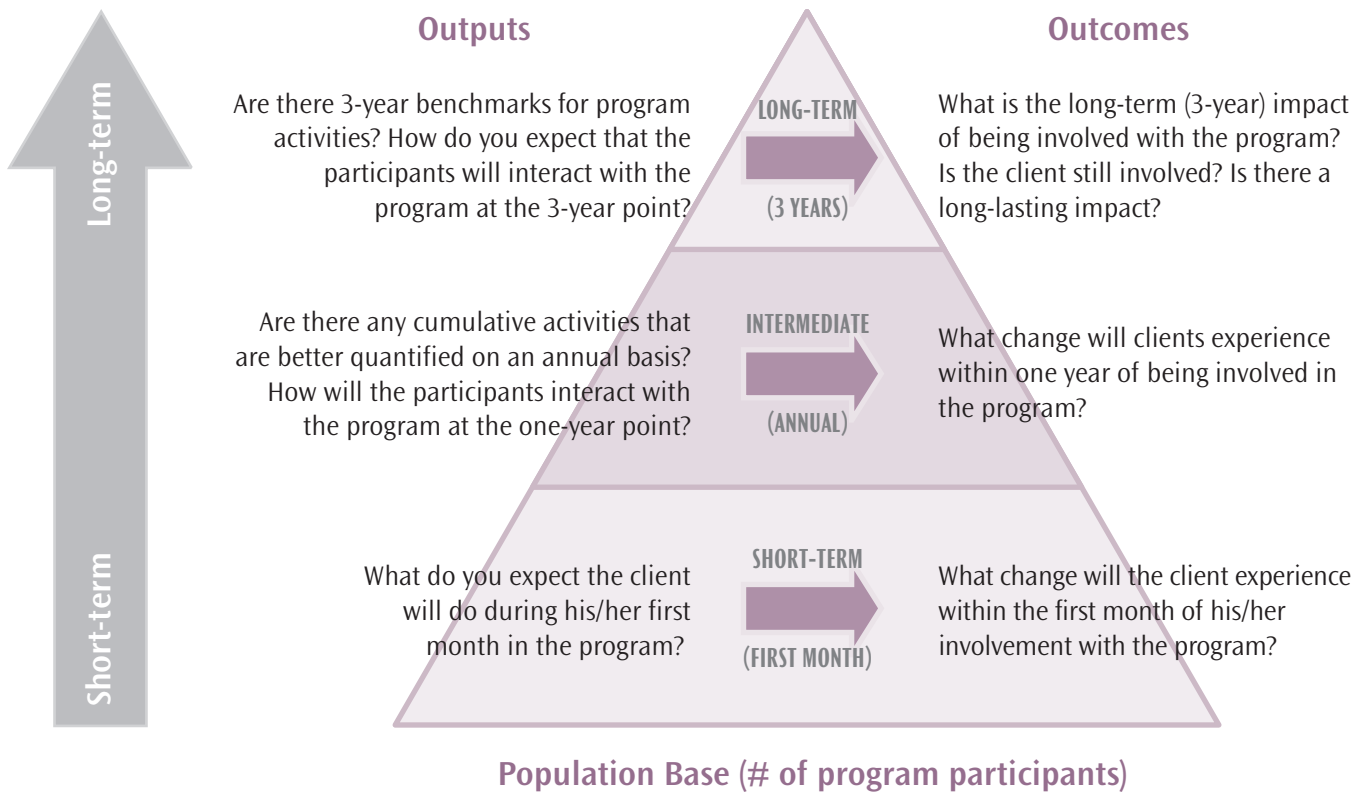 Outputs
Outcomes
Long-term
Short-term
Are there 3-year benchmarks for program
activities? How do you expect that the
participants will interact with the
program at the 3-year point?
LONG-TERM
(3 YEARS)
What is the long-term (3-year) impact
of being involved with the program?
Is the client still involved? Is there a
long-lasting impact?
Are there any cumulative activities that
are better quantified on an annual basis?
How will the participants interact with
the program at the one-year point?
INTERMEDIATE
(ANNUAL)
What change will clients experience
within one year of being involved in
the program?
What do you expect the client
will do during his/her first
month in the program?
SHORT-TERM
(FIRST MONTH)
What change will the client experience
within the first month of his/her
involvement with the program?
Population Base (# of program participants)